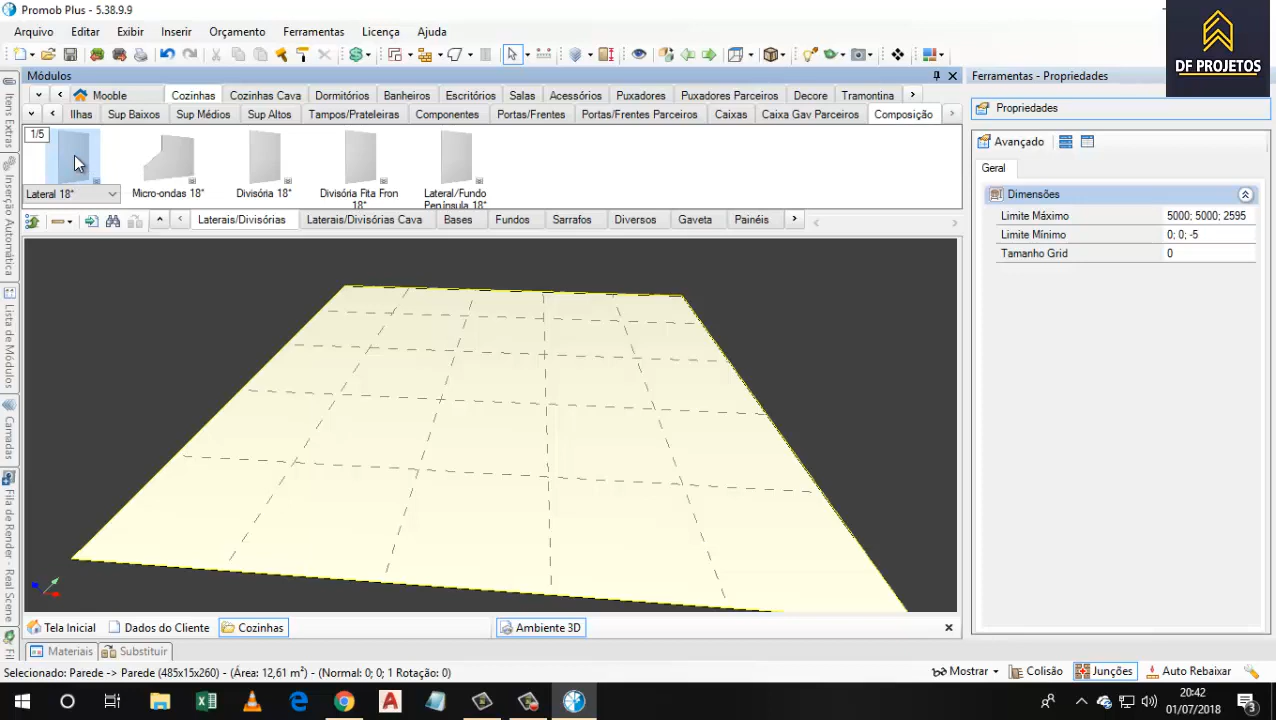 Promob Plus - 5.38.9.9
DF PROJETOS
Arquivo Editar Exibir Inserir Orçamento Ferramentas Licença Ajuda
Módulos
Ferramentas - Propriedades
Mooble Cozinhas Cozinhas Cava Dormitórios Banheiros Escritórios Salas Acessórios Puxadores Puxadores Parceiros Decore Tramontina
Propriedades
Ilhas Sup Baixos Sup Médios Sup Altos Tampos/Prateleiras Componentes Portas/Frentes Portas/Frentes Parceiros Caixas Caixa Gav Parceiros Composição
1/5
Avançado
Geral
Lateral 18* Micro-ondas 18* Divisória 18* Divisória Fita Fron 18* Lateral/Fundo Península 18*
Dimensões
Laterais/Divisórias Laterais/Divisórias Cava Bases Fundos Sarrafos Diversos Gaveta Painéis
Limite Máximo 5000; 5000; 2595
Limite Mínimo 0; 0; -5
Tamanho Grid 0
Itens Extras
Inserção Automática
Lista de Módulos
Camadas
Fila de Render - Real Scene
Tela Inicial Dados do Cliente Cozinhas Ambiente 3D
Materiais Substituir
Selecionado: Parede -> Parede (485x15x260) - (Área: 12,61 m²) - (Normal: 0; 0; 1 Rotação: 0)
Mostrar Colisão Junções Auto Rebaixar
20:42
01/07/2018
3